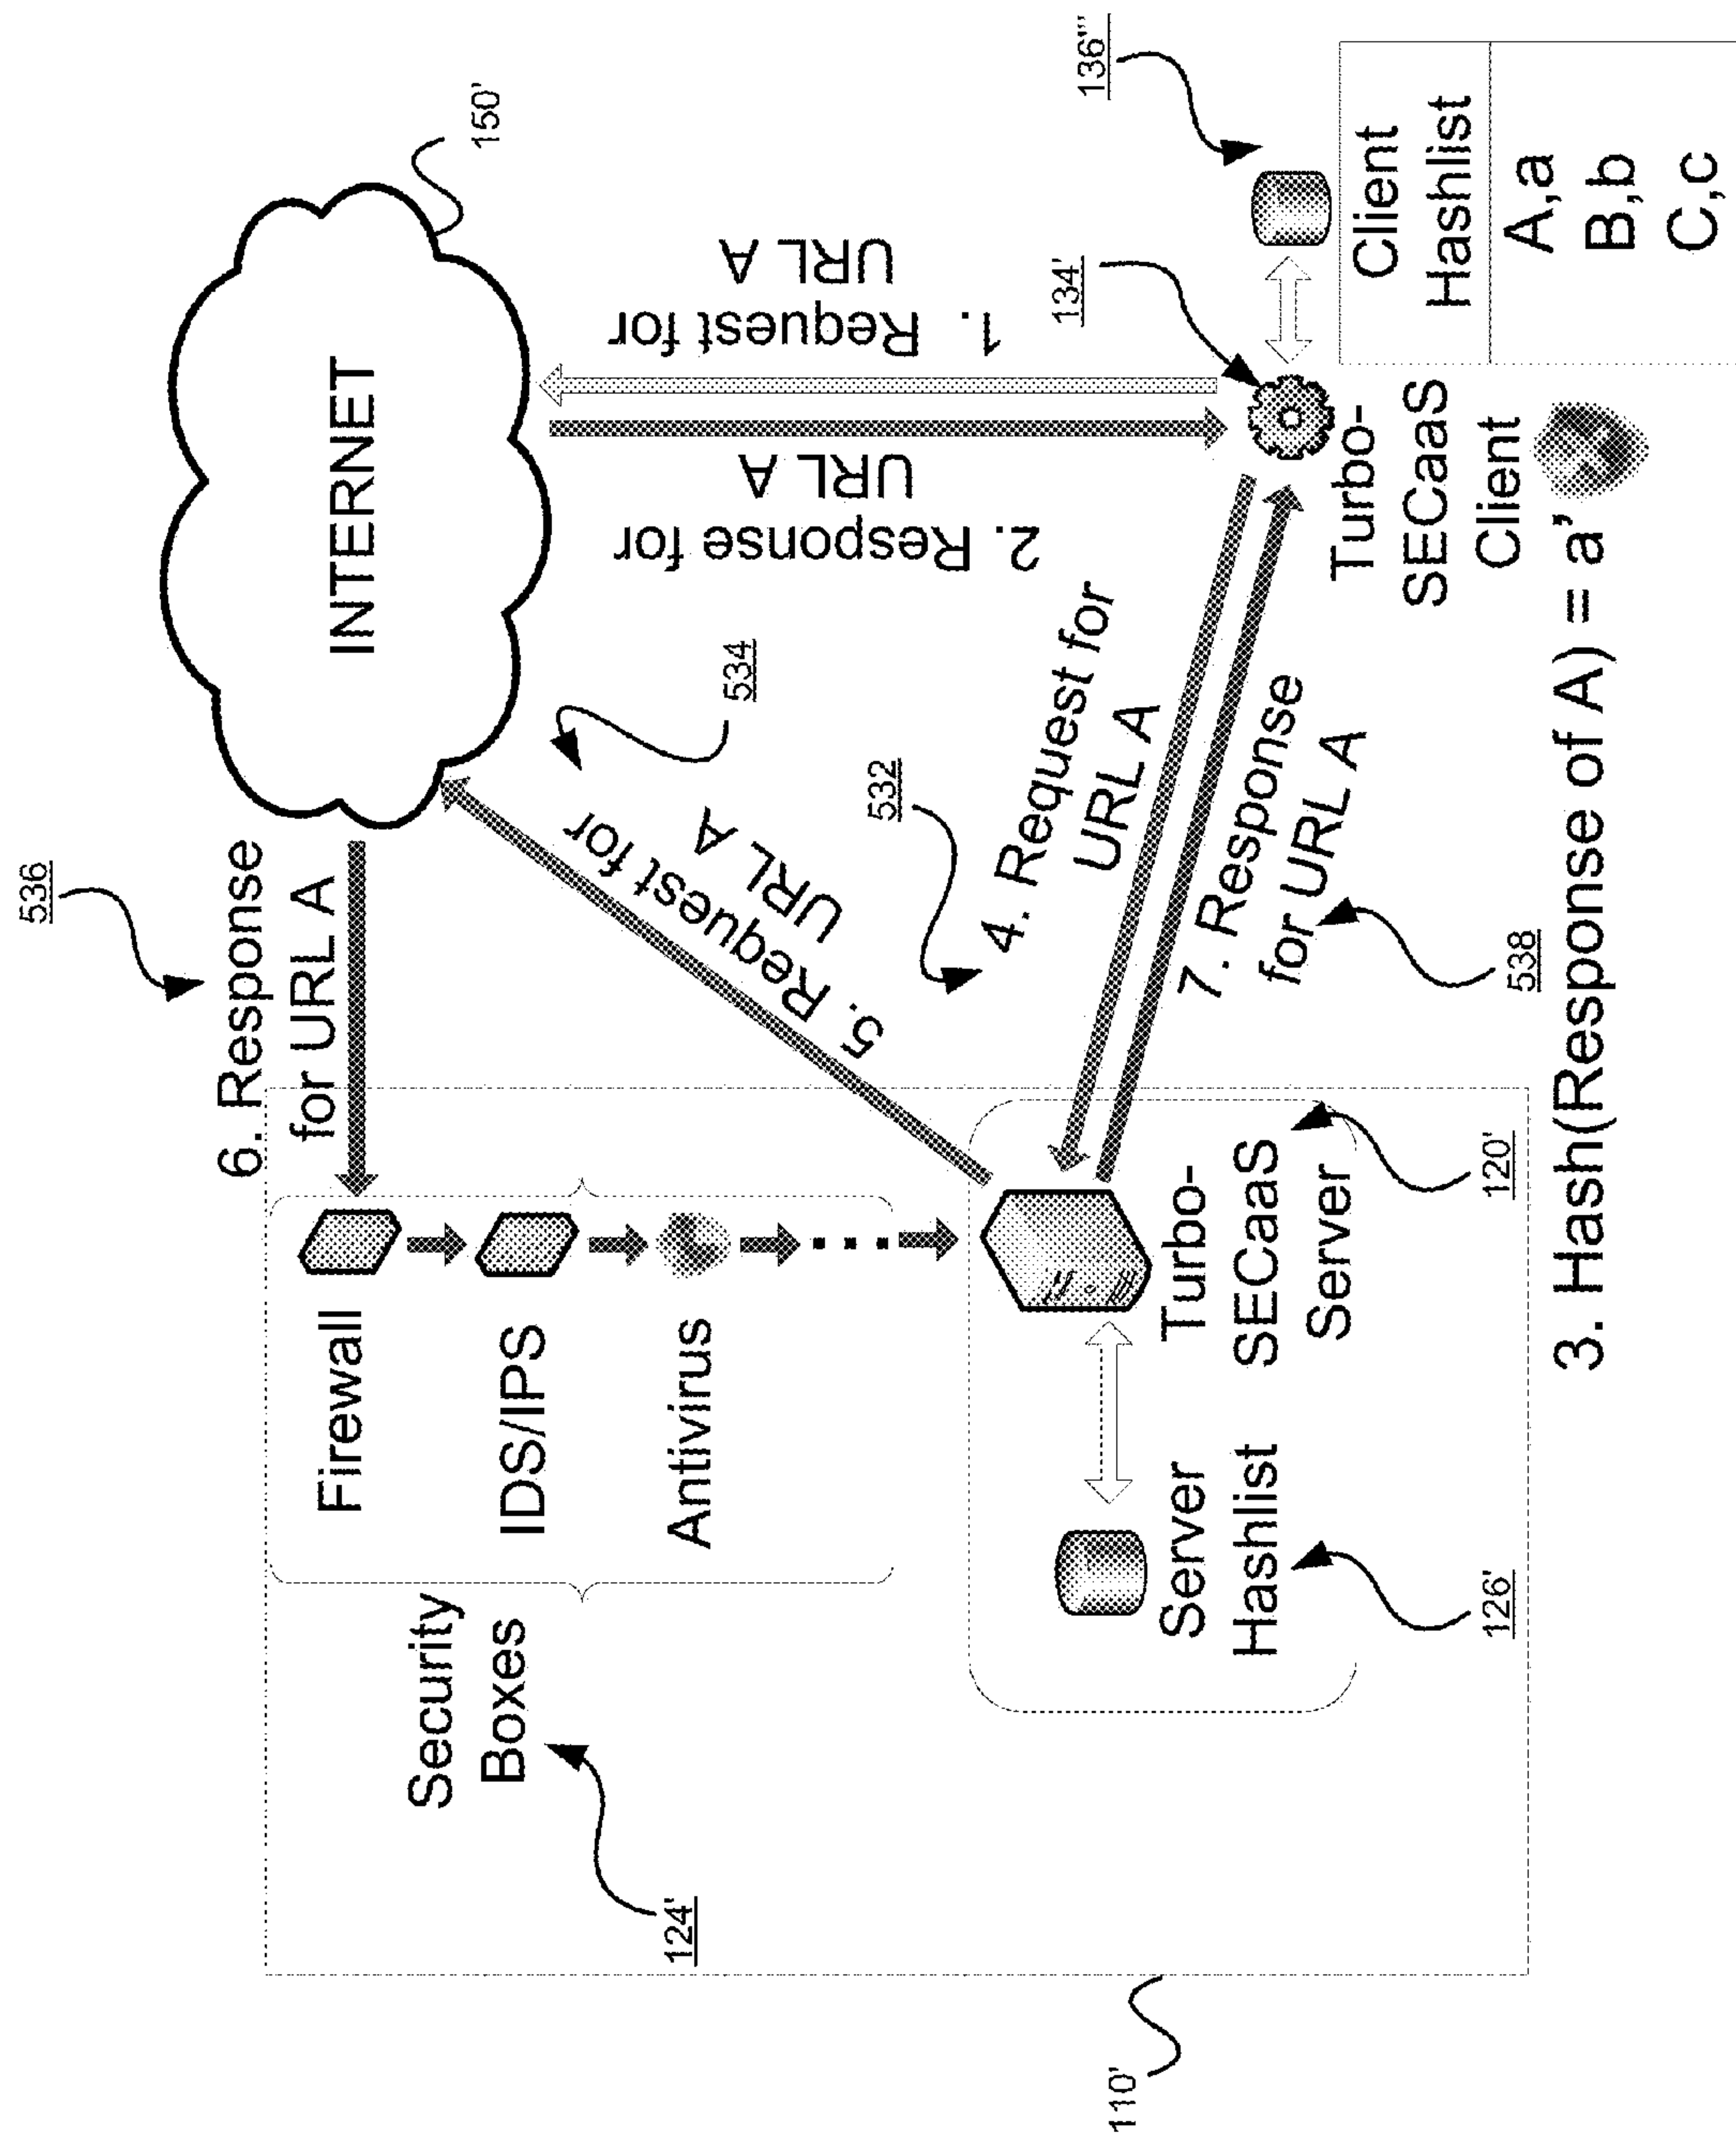 110'
124'
Security
Boxes
Firewall
IDS/IPS
Antivirus
126'
Server
Hashlist
120'
Turbo-
SECaaS
Server
536
6. Response
for URL A
INTERNET
150'
534
5. Request for
URL A
532
4. Request for
URL A
7. Response
for URL A
538
2. Response for
URL A
1. Request for
URL A
134'
Turbo-
SECaaS
Client
136'''
Client
Hashlist
A,a
B,b
C,c
3. Hash(Response of A) = a'